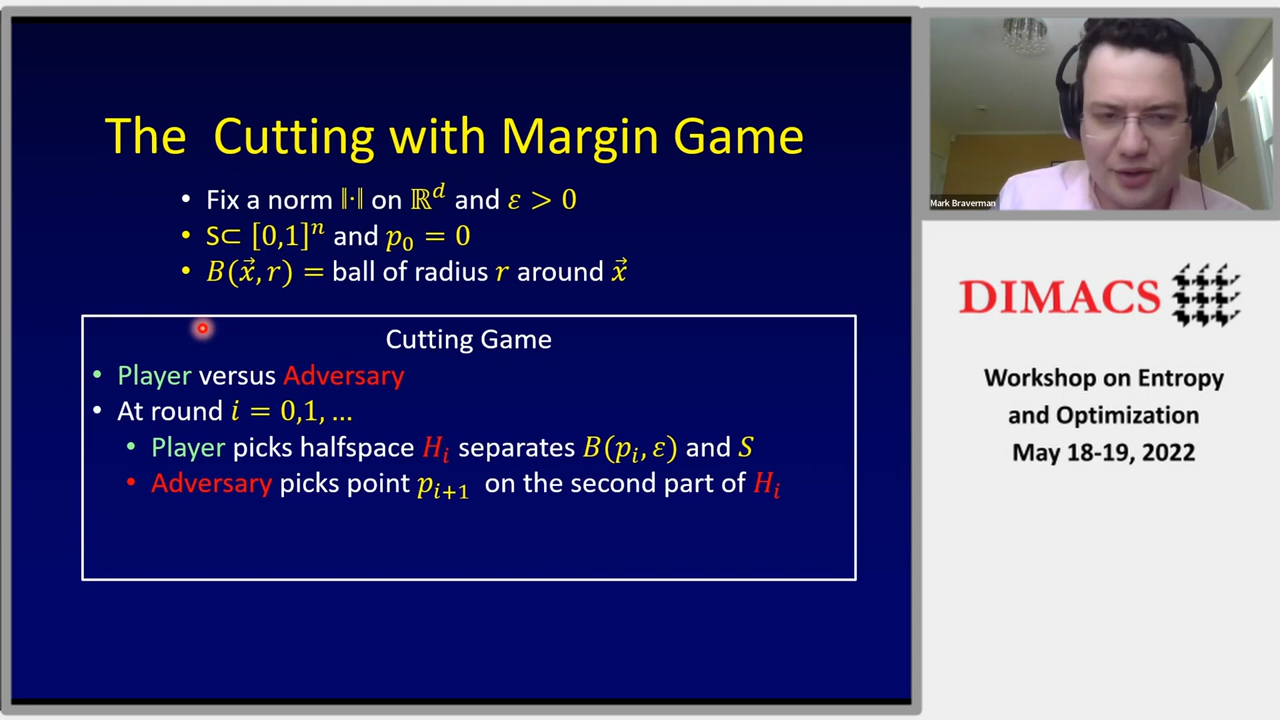 The Cutting with Margin Game
• Fix a norm ‖·‖ on ℝ^d and ε > 0
• S⊂ [0,1]^n and p_0 = 0
• B(x⃗, r) = ball of radius r around x⃗
Cutting Game
• Player versus Adversary
• At round i = 0,1, …
• Player picks halfspace H_i separates B(p_i, ε) and S
• Adversary picks point p_{i+1} on the second part of H_i
Mark Braverman
DIMACS
Workshop on Entropy
and Optimization
May 18-19, 2022